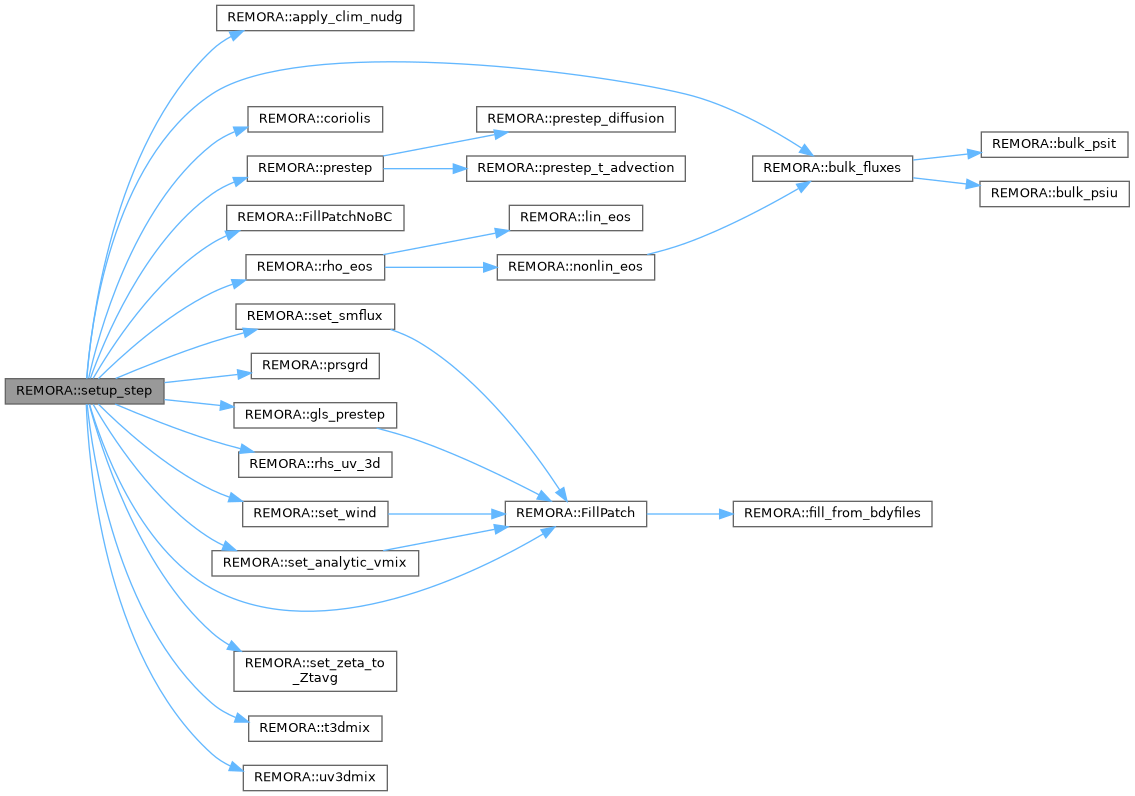 REMORA::apply_clim_nudg
REMORA::coriolis
REMORA::prestep_diffusion
REMORA::bulk_psit
REMORA::prestep
REMORA::prestep_t_advection
REMORA::bulk_fluxes
REMORA::bulk_psiu
REMORA::FillPatchNoBC
REMORA::lin_eos
REMORA::rho_eos
REMORA::nonlin_eos
REMORA::set_smflux
REMORA::prsgrd
REMORA::setup_step
REMORA::gls_prestep
REMORA::rhs_uv_3d
REMORA::set_wind
REMORA::FillPatch
REMORA::fill_from_bdyfiles
REMORA::set_analytic_vmix
REMORA::set_zeta_to
_Ztavg
REMORA::t3dmix
REMORA::uv3dmix